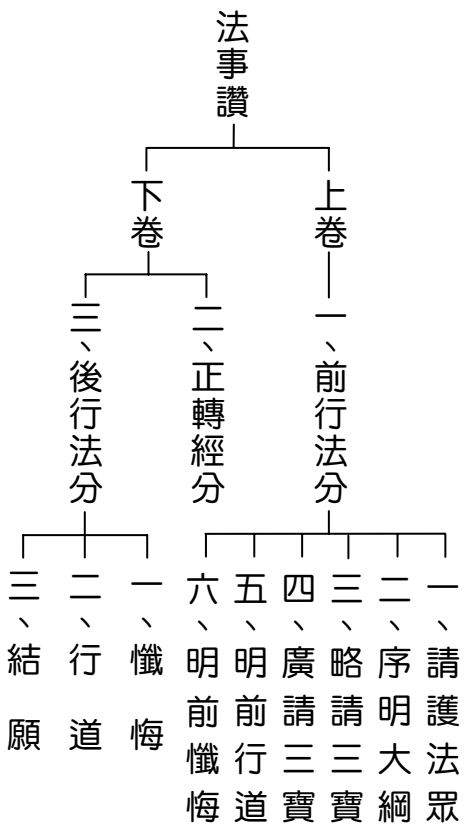 法事讚
上卷
一、前行法分
一、請護法眾
二、序明大綱
三、略請三寶
四、廣請三寶
五、明前行道
六、明前懺悔
下卷
二、正轉經分
三、後行法分
一、懺悔
二、行道
三、結願